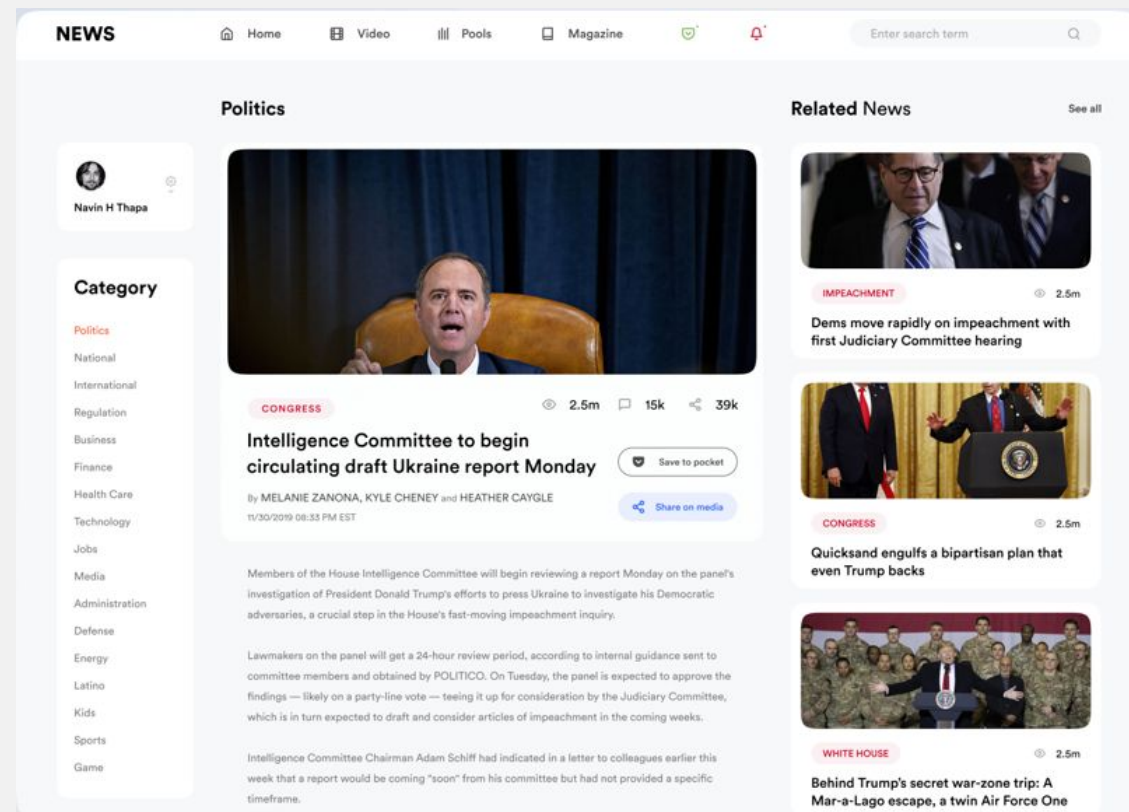 NEWS
Home
Video
Pools
Magazine
Enter search term
Navin H Thapa
Category
Politics
National
International
Regulation
Business
Finance
Health Care
Technology
Jobs
Media
Administration
Defense
Energy
Latino
Kids
Sports
Game
Politics
CONGRESS
2.5m
15k
39k
Intelligence Committee to begin
circulating draft Ukraine report Monday
By MELANIE ZANONA, KYLE CHENEY and HEATHER CAYGLE
11/30/2019 08:33 PM EST
Save to pocket
Share on media
Members of the House Intelligence Committee will begin reviewing a report Monday on the panel's
investigation of President Donald Trump's efforts to press Ukraine to investigate his Democratic
adversaries, a crucial step in the House's fast-moving impeachment inquiry.
Lawmakers on the panel will get a 24-hour review period, according to internal guidance sent to
committee members and obtained by POLITICO. On Tuesday, the panel is expected to approve the
findings — likely on a party-line vote — teeing it up for consideration by the Judiciary Committee,
which is in turn expected to draft and consider articles of impeachment in the coming weeks.
Intelligence Committee Chairman Adam Schiff had indicated in a letter to colleagues earlier this
week that a report would be coming "soon" from his committee but had not provided a specific
timeframe.
Related News
See all
IMPEACHMENT
2.5m
Dems move rapidly on impeachment with
first Judiciary Committee hearing
CONGRESS
2.5m
Quicksand engulfs a bipartisan plan that
even Trump backs
WHITE HOUSE
2.5m
Behind Trump's secret war-zone trip: A
Mar-a-Lago escape, a twin Air Force One